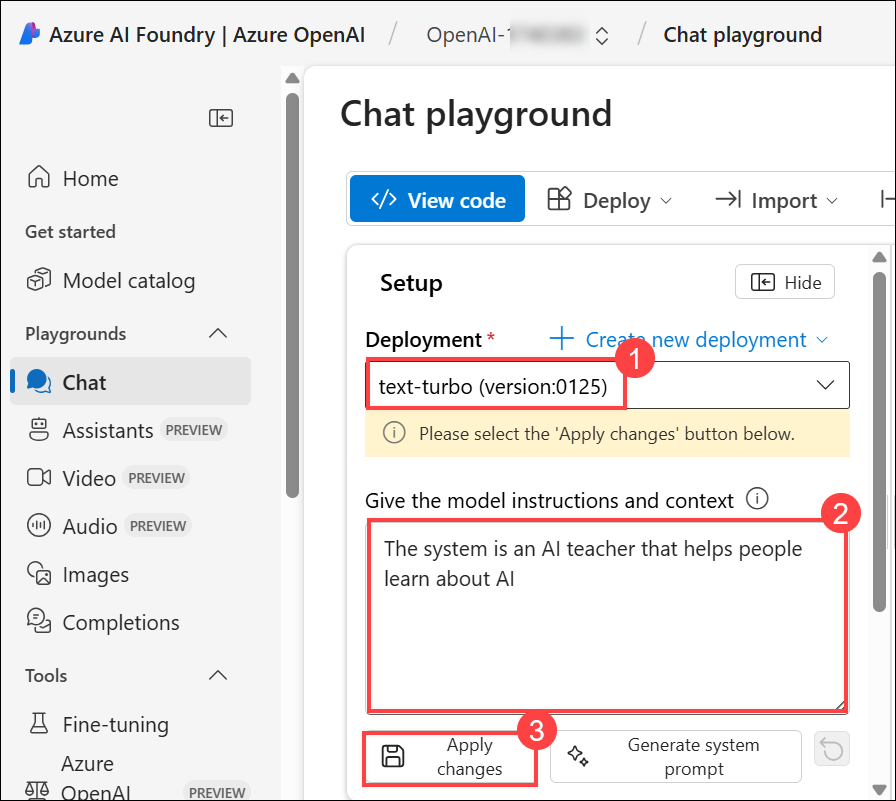 Azure AI Foundry | Azure OpenAI / OpenAI- / Chat playground
Home
Get started
Model catalog
Playgrounds
Chat
Assistants PREVIEW
Video PREVIEW
Audio PREVIEW
Images
Completions
Tools
Fine-tuning
Azure
OpenAI PREVIEW
Chat playground
View code Deploy Import
Setup Hide
Deployment * Create new deployment
1
text-turbo (version:0125)
Please select the 'Apply changes' button below.
Give the model instructions and context
2
The system is an AI teacher that helps people
learn about AI
3
Apply
changes
Generate system
prompt